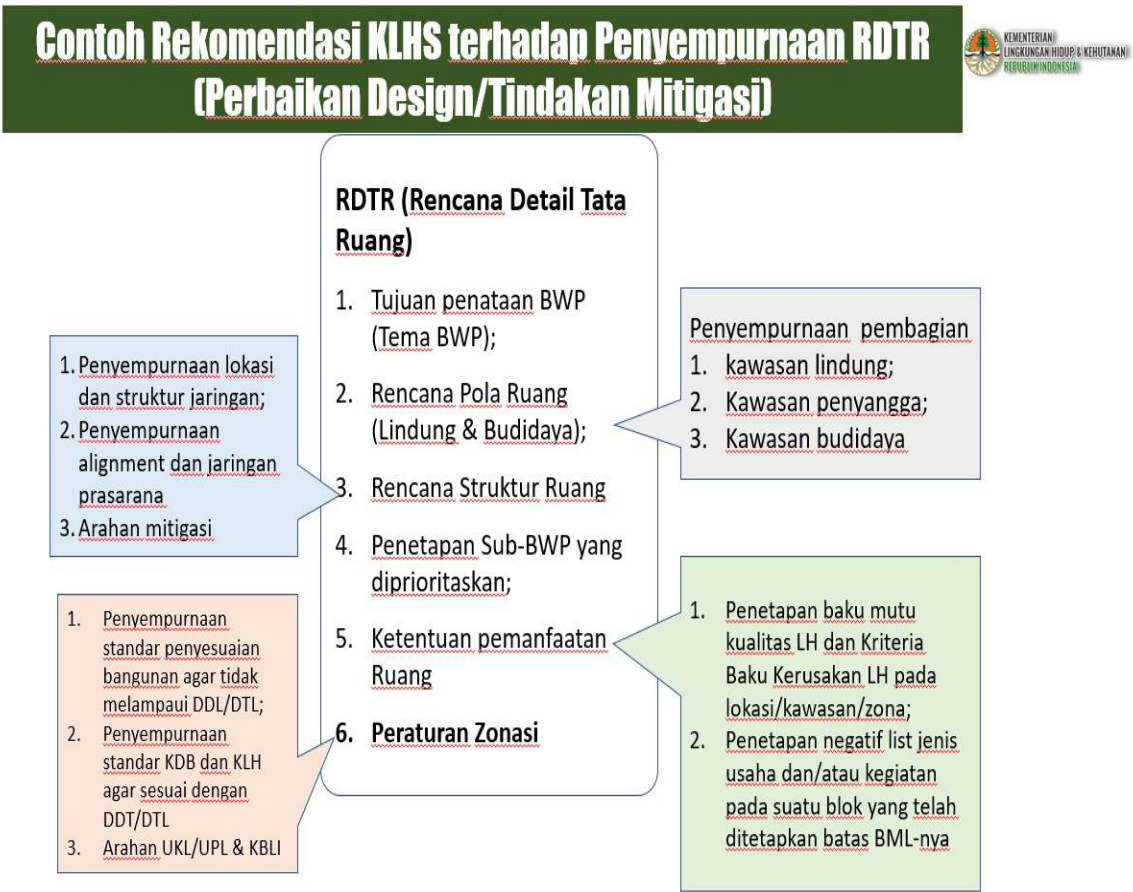 Contoh Rekomendasi KLHS terhadap Penyempurnaan RDTR
(Perbaikan Design/Tindakan Mitigasi)
KEMENTERIAN
LINGKUNGAN HIDUP & KEHUTANAN
REPUBLIK INDONESIA
RDTR (Rencana Detail Tata
Ruang)
1. Tujuan penataan BWP
(Tema BWP);
2. Rencana Pola Ruang
(Lindung & Budidaya);
3. Rencana Struktur Ruang
4. Penetapan Sub-BWP yang
diprioritaskan;
5. Ketentuan pemanfaatan
Ruang
6. Peraturan Zonasi
1. Penyempurnaan lokasi
dan struktur jaringan;
2. Penyempurnaan
alignment dan jaringan
prasarana
3. Arahan mitigasi
Penyempurnaan pembagian
1. kawasan lindung;
2. Kawasan penyangga;
3. Kawasan budidaya
1. Penyempurnaan
standar penyesuaian
bangunan agar tidak
melampaui DDL/DTL;
2. Penyempurnaan
standar KDB dan KLH
agar sesuai dengan
DDT/DTL
3. Arahan UKL/UPL & KBLI
1. Penetapan baku mutu
kualitas LH dan Kriteria
Baku Kerusakan LH pada
lokasi/kawasan/zona;
2. Penetapan negatif list jenis
usaha dan/atau kegiatan
pada suatu blok yang telah
ditetapkan batas BML-nya